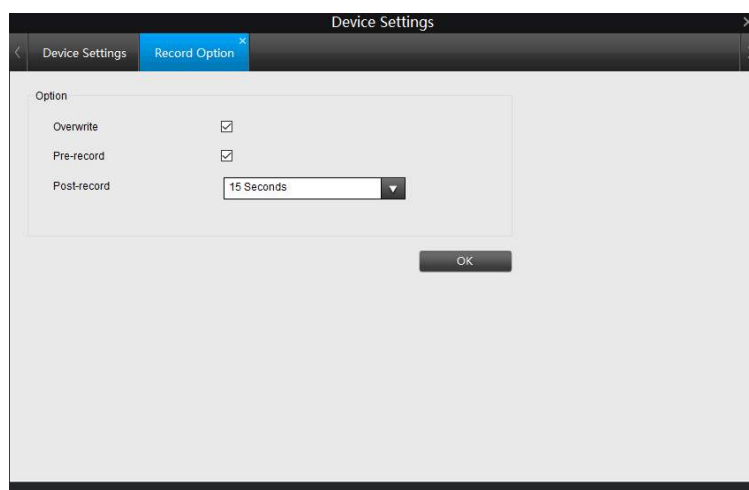 Device Settings
Device Settings
Record Option
Option
Overwrite
Pre-record
Post-record
15 Seconds
OK